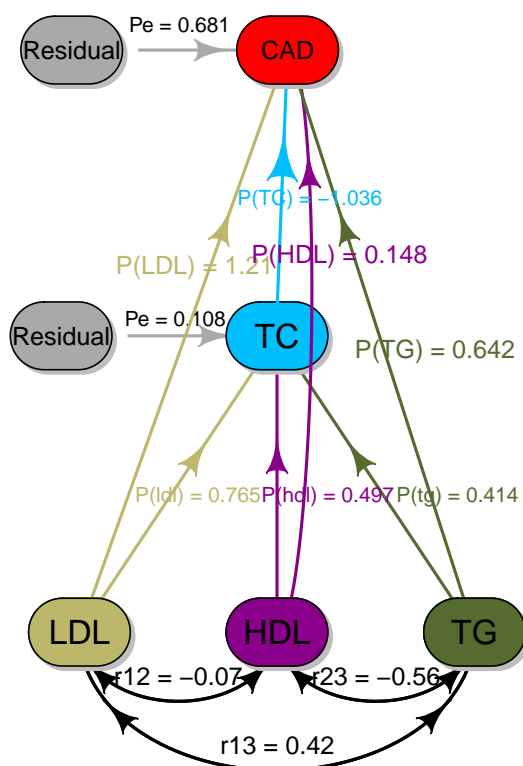 Pe = 0.681
Residual
CAD
P(TC) = −1.036
P(HDL) = 0.148
P(LDL) = 1.21
Pe = 0.108
Residual
TC
P(TG) = 0.642
P(ldl) = 0.765
P(hdl) = 0.497
P(tg) = 0.414
LDL
HDL
TG
r12 = −0.07
r23 = −0.56
r13 = 0.42